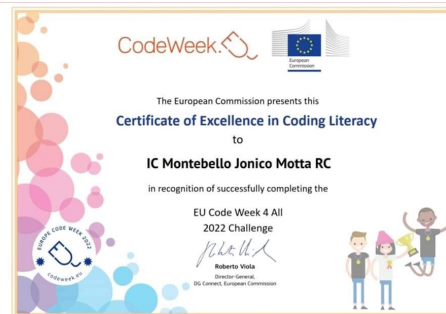 CodeWeek.
European
Commission
The European Commission presents this
Certificate of Excellence in Coding Literacy
to
IC Montebello Jonico Motta RC
in recognition of successfully completing the
EU Code Week 4 All
2022 Challenge
Roberto Viola
Director-General,
DG Connect, European Commission
EUROPE CODE WEEK 2022
codeweek.eu